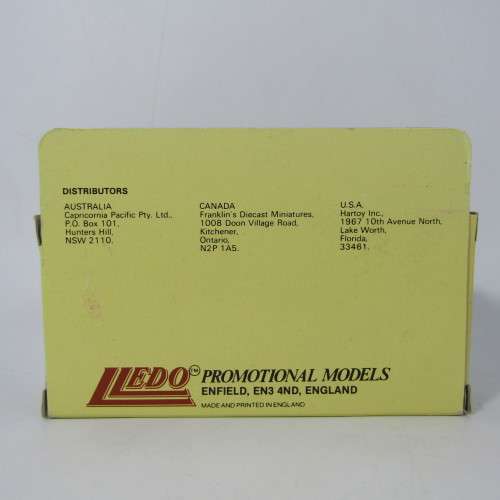 DISTRIBUTORS
AUSTRALIA
Capricornia Pacific Pty. Ltd.,
P.O. Box 101,
Hunters Hill,
NSW 2110.
CANADA
Franklin's Diecast Miniatures,
1008 Doon Village Road,
Kitchener,
Ontario,
N2P 1A5.
U.S.A.
Hartoy Inc.,
1967 10th Avenue North,
Lake Worth,
Florida,
33461.
LLEDO TM PROMOTIONAL MODELS
ENFIELD, EN3 4ND, ENGLAND
MADE AND PRINTED IN ENGLAND